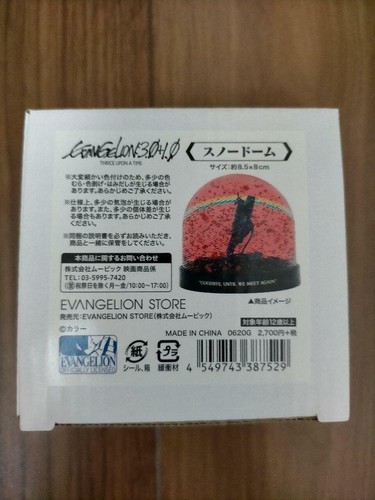 EVANGELION:3.0+1.0
THRICE UPON A TIME
スノードーム
サイズ:約8.5×8cm
※大変細かい色付けのため、多少の色
むら・色剥げ・はみだしが生じる場合が
あります。あらかじめご了承ください。
※仕様上、多少の気泡が生じる場合が
あります。また、多少の個体差が生じ
る場合もあります。あらかじめご了承
ください。
※同梱の説明書を必ずお読みいただき、
商品と一緒に保管をしてください。
本商品に関するお問い合わせ
株式会社ムービック 映画商品係
TEL:03-5995-7420
(祝祭日を除く月~金/10:00~17:00)
"GOODBYE, UNTIL WE MEET AGAIN"
▲商品イメージ
EVANGELION STORE
発売元:EVANGELION STORE(株式会社ムービック)
対象年齢12歳以上
©カラー
MADE IN CHINA 0620G 2,700円+税
EVANGELION
OFFICIALLY LICENSED
紙
シール、箱
プラ
緩衝材
4 549743 387529